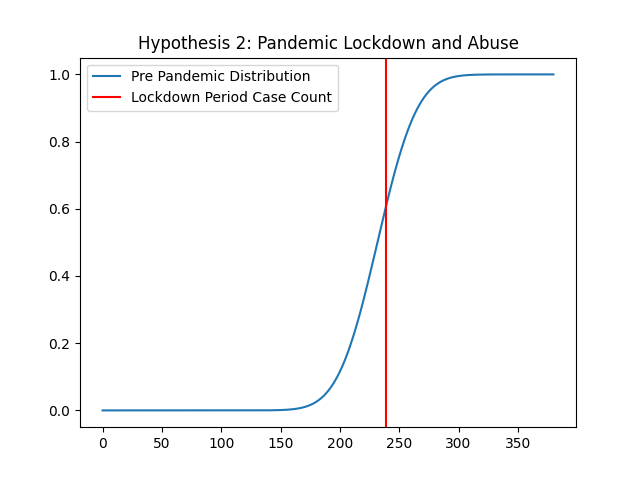 Hypothesis 2: Pandemic Lockdown and Abuse
Pre Pandemic Distribution
Lockdown Period Case Count
1.0
0.8
0.6
0.4
0.2
0.0
0 50 100 150 200 250 300 350